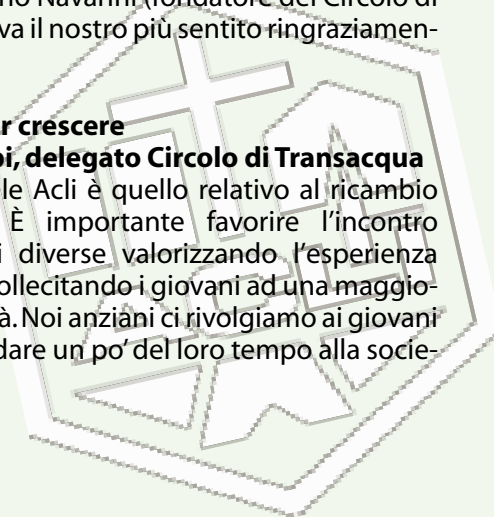 no Navarini (fondatore del Circolo di
va il nostro più sentito ringraziamen-
r crescere
i, delegato Circolo di Transacqua
le Acli è quello relativo al ricambio
È importante favorire l'incontro
i diverse valorizzando l'esperienza
ollecitando i giovani ad una maggio-
à. Noi anziani ci rivolgiamo ai giovani
dare un po' del loro tempo alla socie-